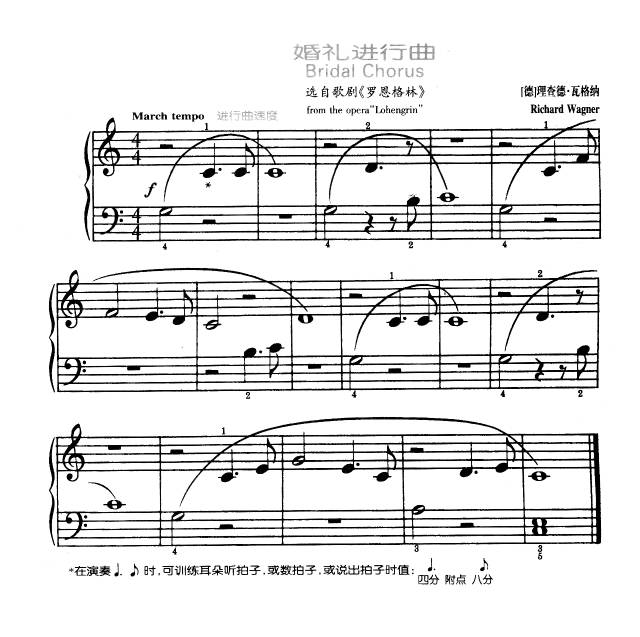 婚礼进行曲
Bridal Chorus
选自歌剧《罗恩格林》
[德]理查德·瓦格纳
from the opera"Lohengrin"
Richard Wagner
March tempo 进行曲速度
1 2 1
4
4
f
*
4
4
4 4 2 4
1 2
2 4 2
1
4 1 3
5
*在演奏♩. ♪时,可训练耳朵听拍子,或数拍子,或说出拍子时值: ♩. ♪
四分 附点 八分